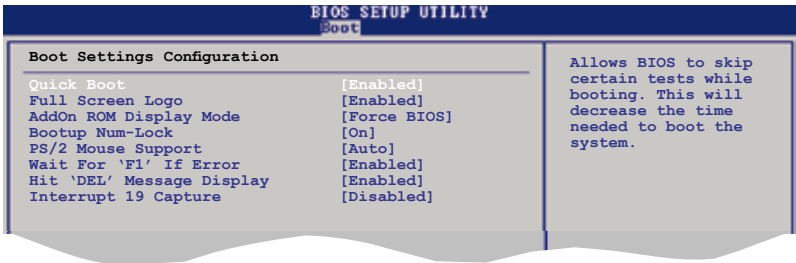 BIOS SETUP UTILITY
Boot
Boot Settings Configuration
Quick Boot [Enabled]
Full Screen Logo [Enabled]
AddOn ROM Display Mode [Force BIOS]
Bootup Num-Lock [On]
PS/2 Mouse Support [Auto]
Wait For ‘F1’ If Error [Enabled]
Hit ‘DEL’ Message Display [Enabled]
Interrupt 19 Capture [Disabled]
Allows BIOS to skip
certain tests while
booting. This will
decrease the time
needed to boot the
system.